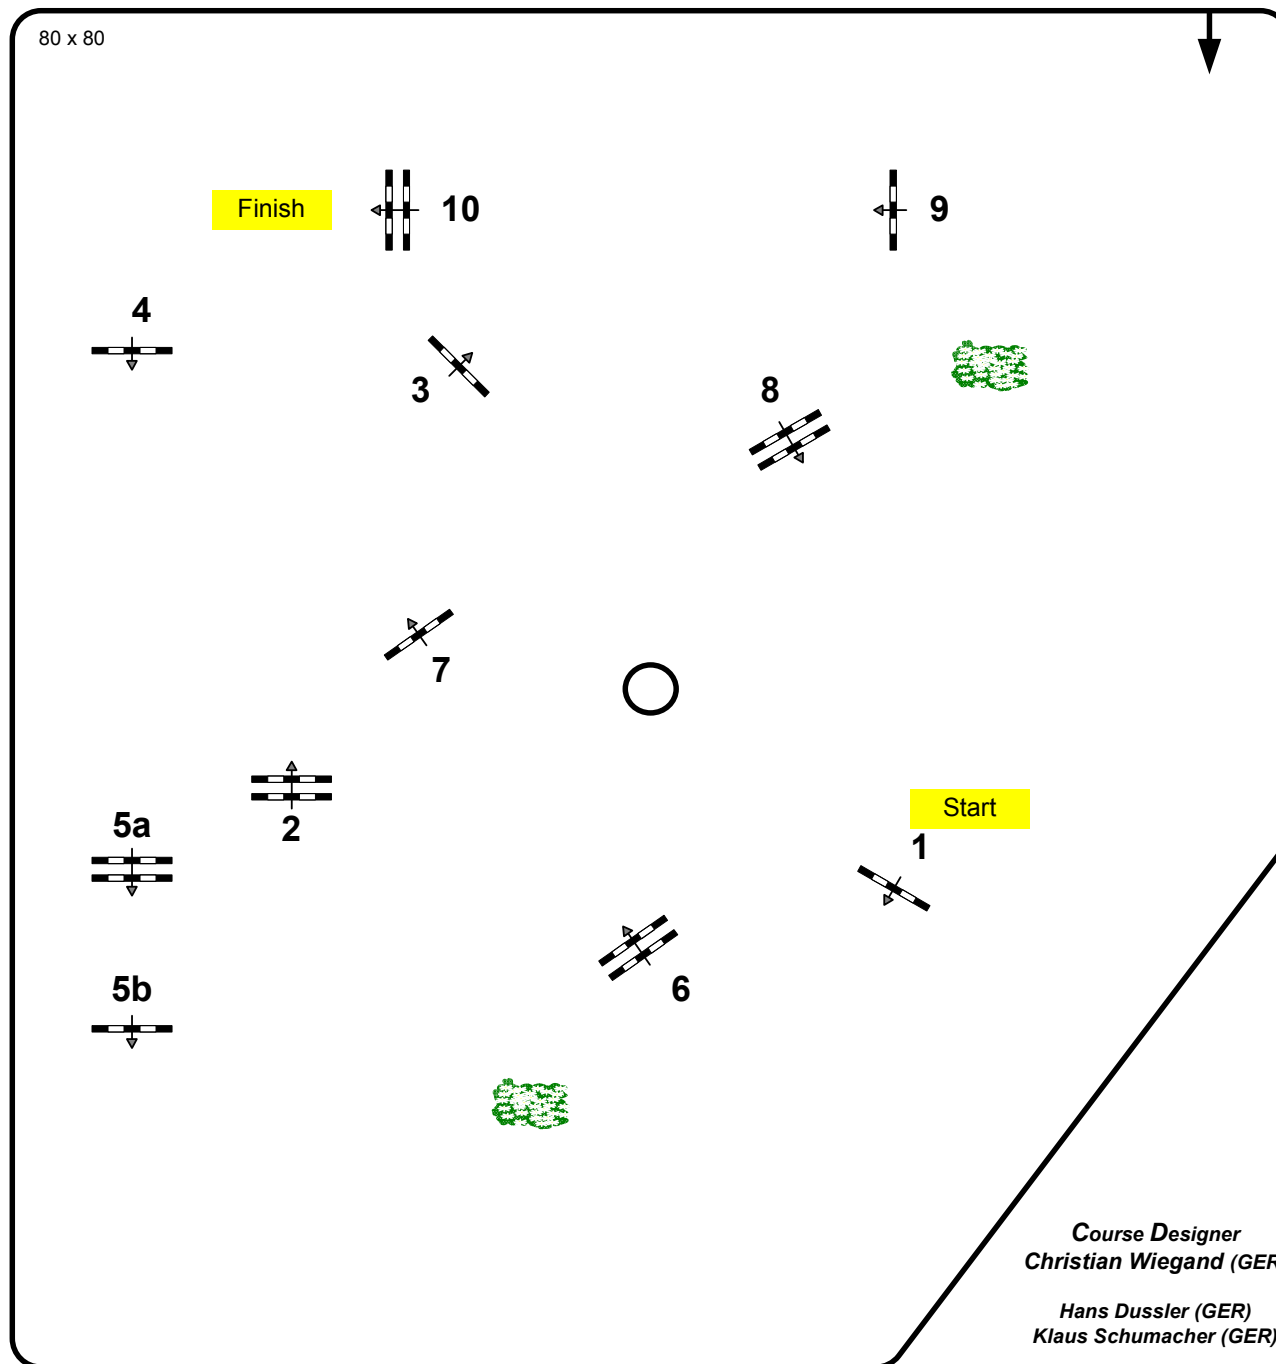 80 x 80
Finish
10
9
4
3
8
7
2
5a
Start
1
6
5b
Course Designer
Christian Wiegand (GER
Hans Dussler (GER)
Klaus Schumacher (GER)